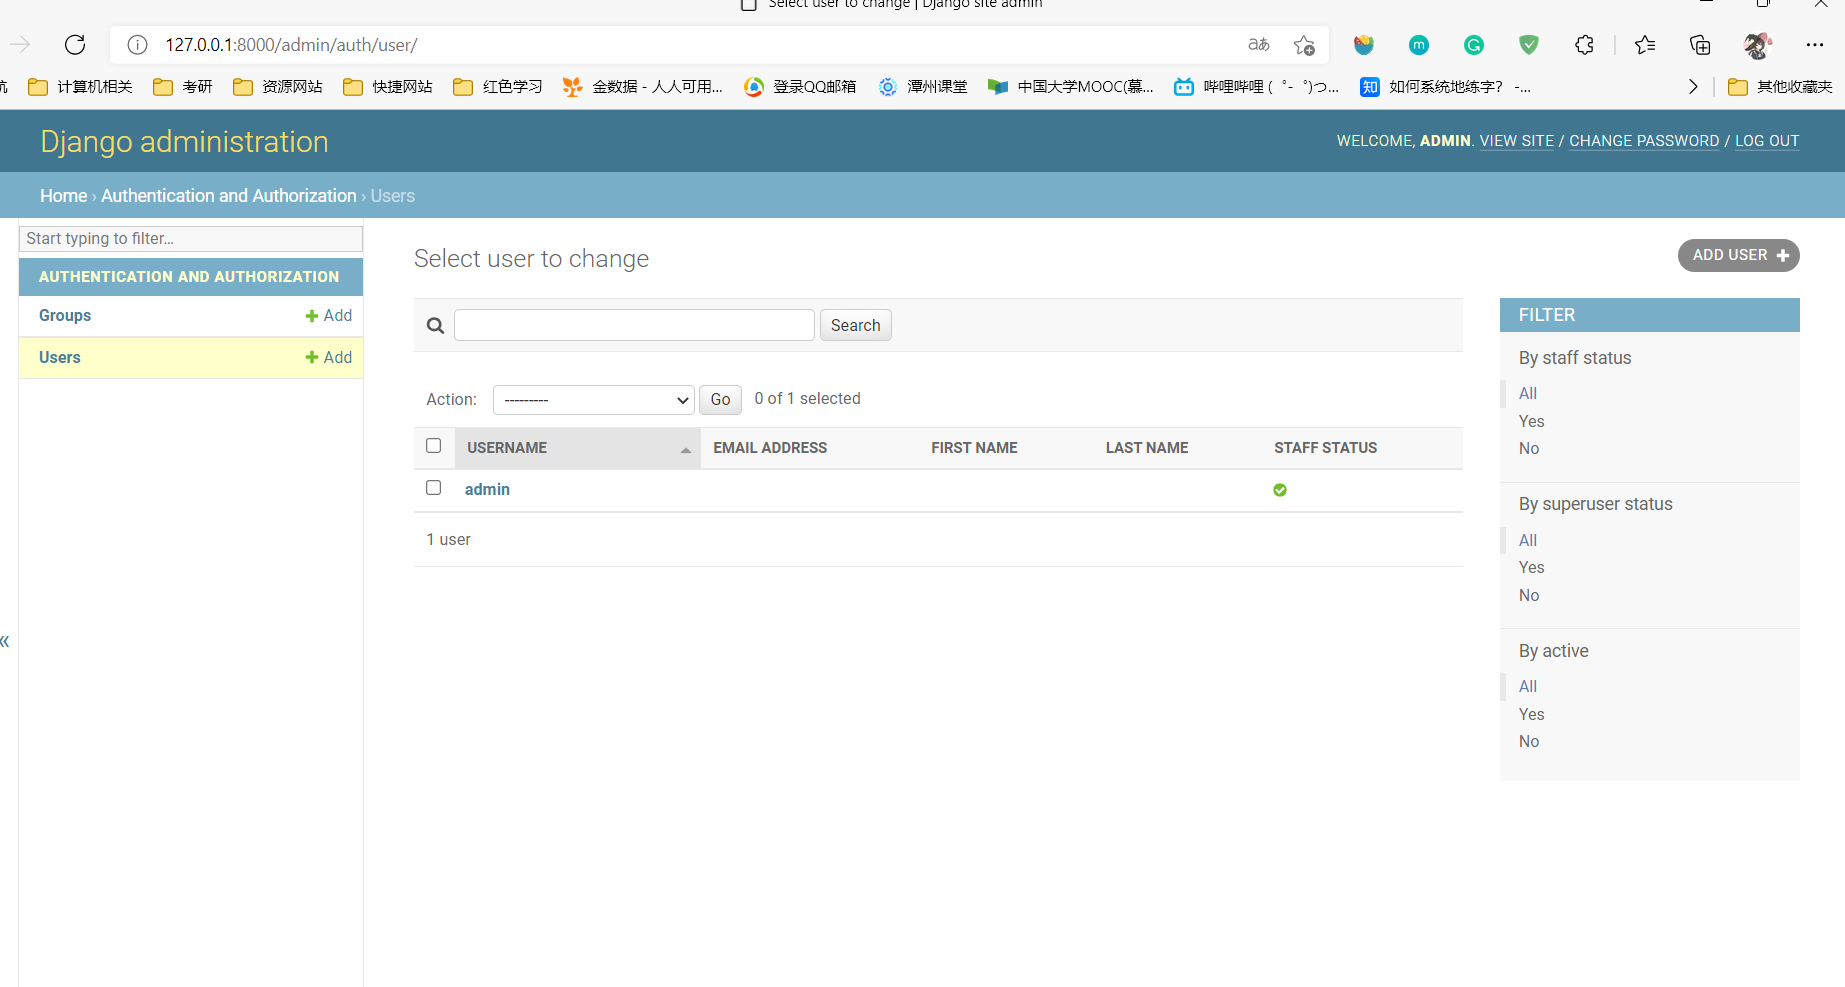 Select user to change | Django site admin
127.0.0.1:8000/admin/auth/user/
航 计算机相关 考研 资源网站 快捷网站 红色学习 金数据 - 人人可用... 登录QQ邮箱 潭州课堂 中国大学MOOC(慕... 哔哩哔哩 ( ゜- ゜)つ... 知 如何系统地练字? -... 其他收藏夹
Django administration
WELCOME, ADMIN. VIEW SITE / CHANGE PASSWORD / LOG OUT
Home › Authentication and Authorization › Users
Start typing to filter...
AUTHENTICATION AND AUTHORIZATION
Groups + Add
Users + Add
«
Select user to change
ADD USER +
Search
Action: --------- Go 0 of 1 selected
USERNAME EMAIL ADDRESS FIRST NAME LAST NAME STAFF STATUS
admin
1 user
FILTER
By staff status
All
Yes
No
By superuser status
All
Yes
No
By active
All
Yes
No